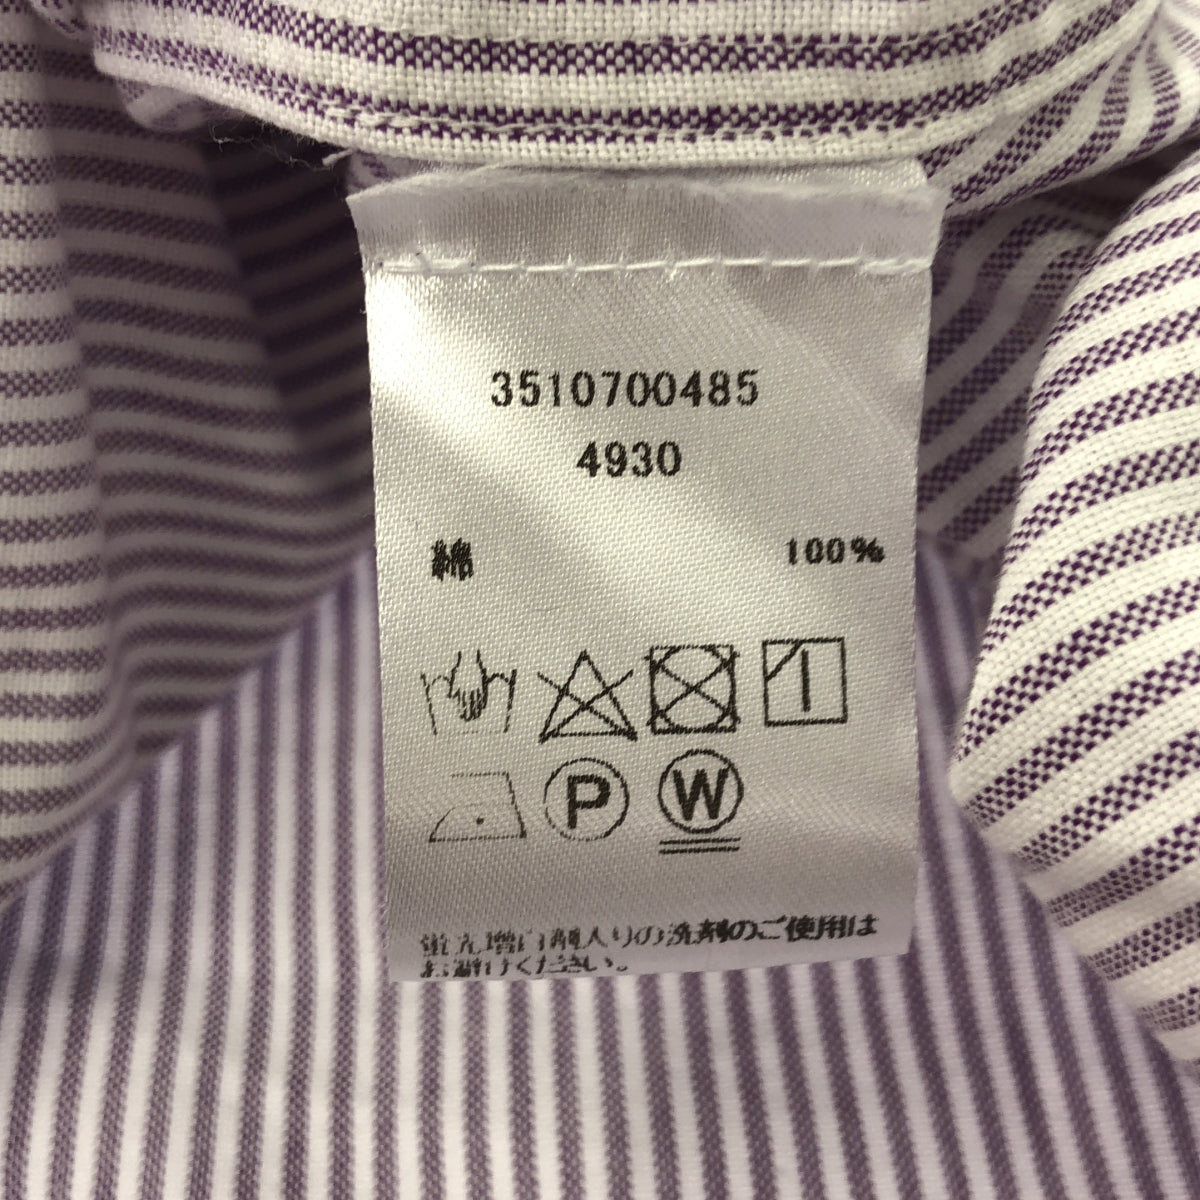 3510700485
4930
綿 100%
P W
蛍光増白剤入りの洗剤のご使用は
お避けください。